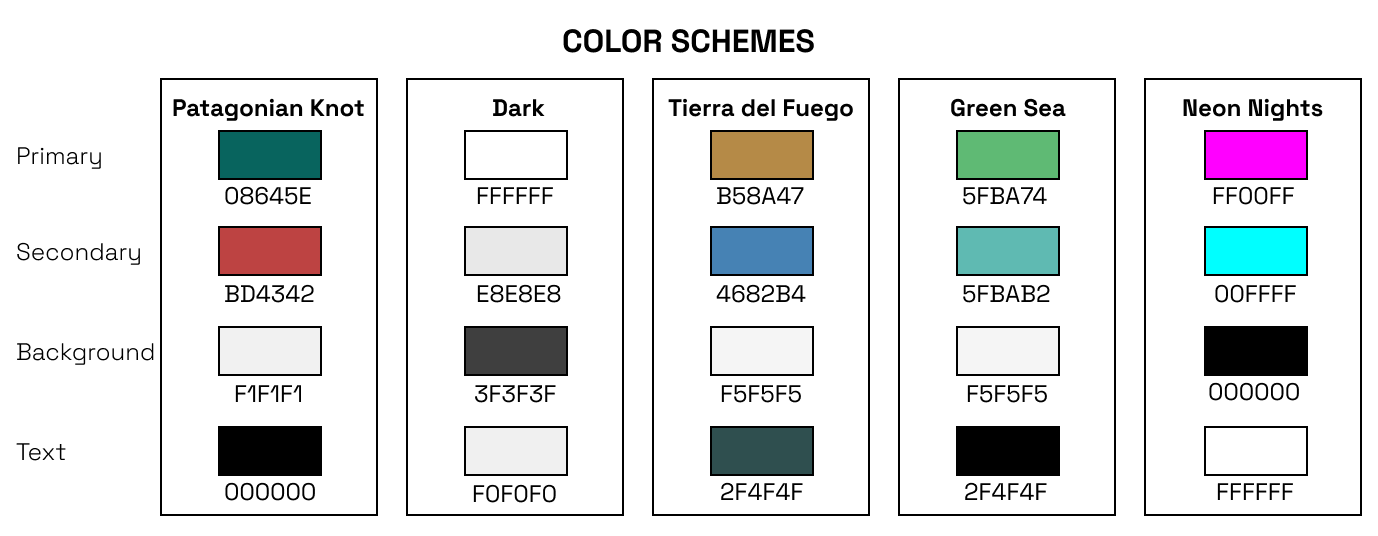 COLOR SCHEMES
Patagonian Knot Dark Tierra del Fuego Green Sea Neon Nights
Primary
08645E FFFFFF B58A47 5FBA74 FF00FF
Secondary
BD4342 E8E8E8 4682B4 5FBAB2 00FFFF
Background
F1F1F1 3F3F3F F5F5F5 F5F5F5 000000
Text
000000 F0F0F0 2F4F4F 2F4F4F FFFFFF